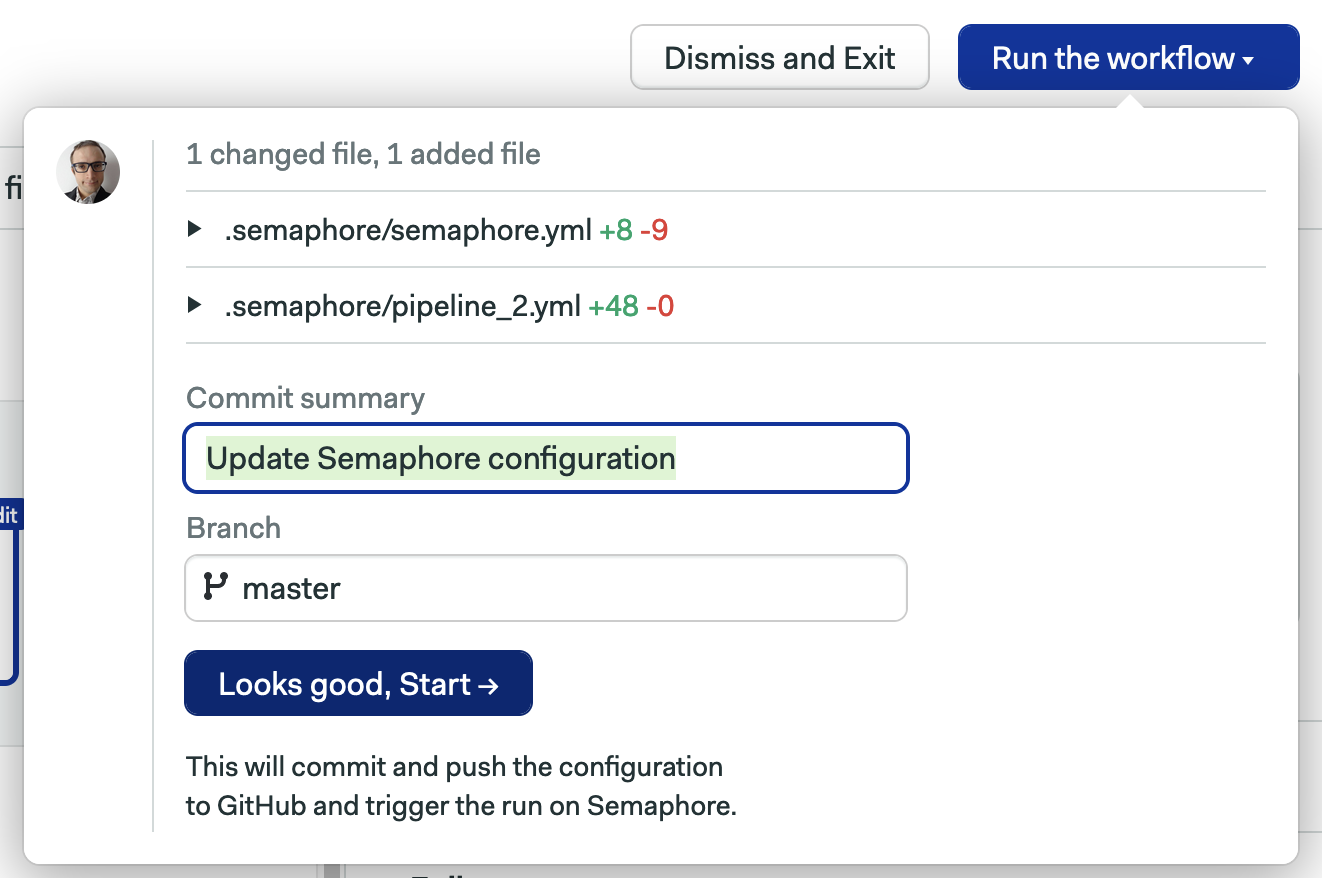 Dismiss and Exit
Run the workflow
1 changed file, 1 added file
fi
.semaphore/semaphore.yml +8 -9
.semaphore/pipeline_2.yml +48 -0
Commit summary
Update Semaphore configuration
dit
Branch
master
Looks good, Start →
This will commit and push the configuration
to GitHub and trigger the run on Semaphore.